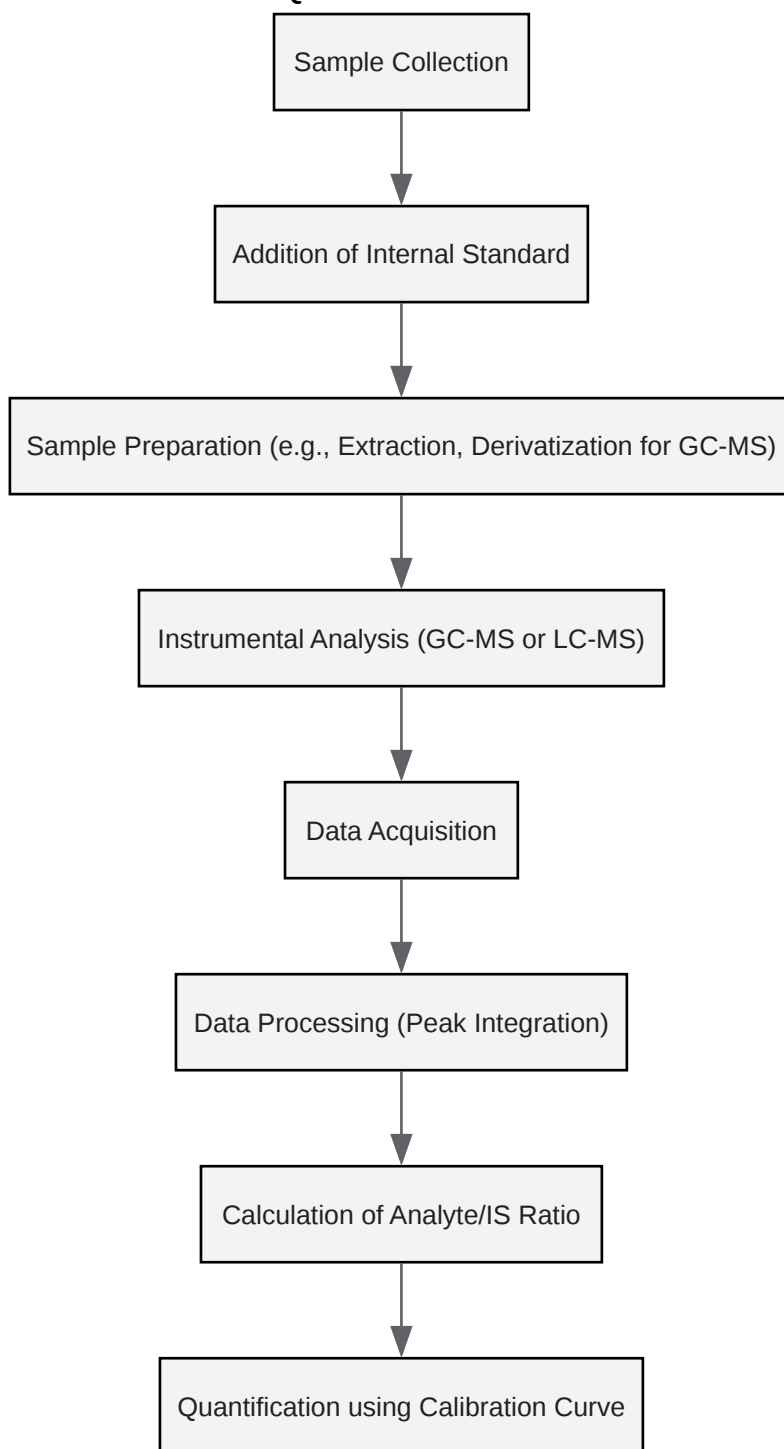 Sample Collection
Addition of Internal Standard
Sample Preparation (e.g., Extraction, Derivatization for GC-MS)
Instrumental Analysis (GC-MS or LC-MS)
Data Acquisition
Data Processing (Peak Integration)
Calculation of Analyte/IS Ratio
Quantification using Calibration Curve